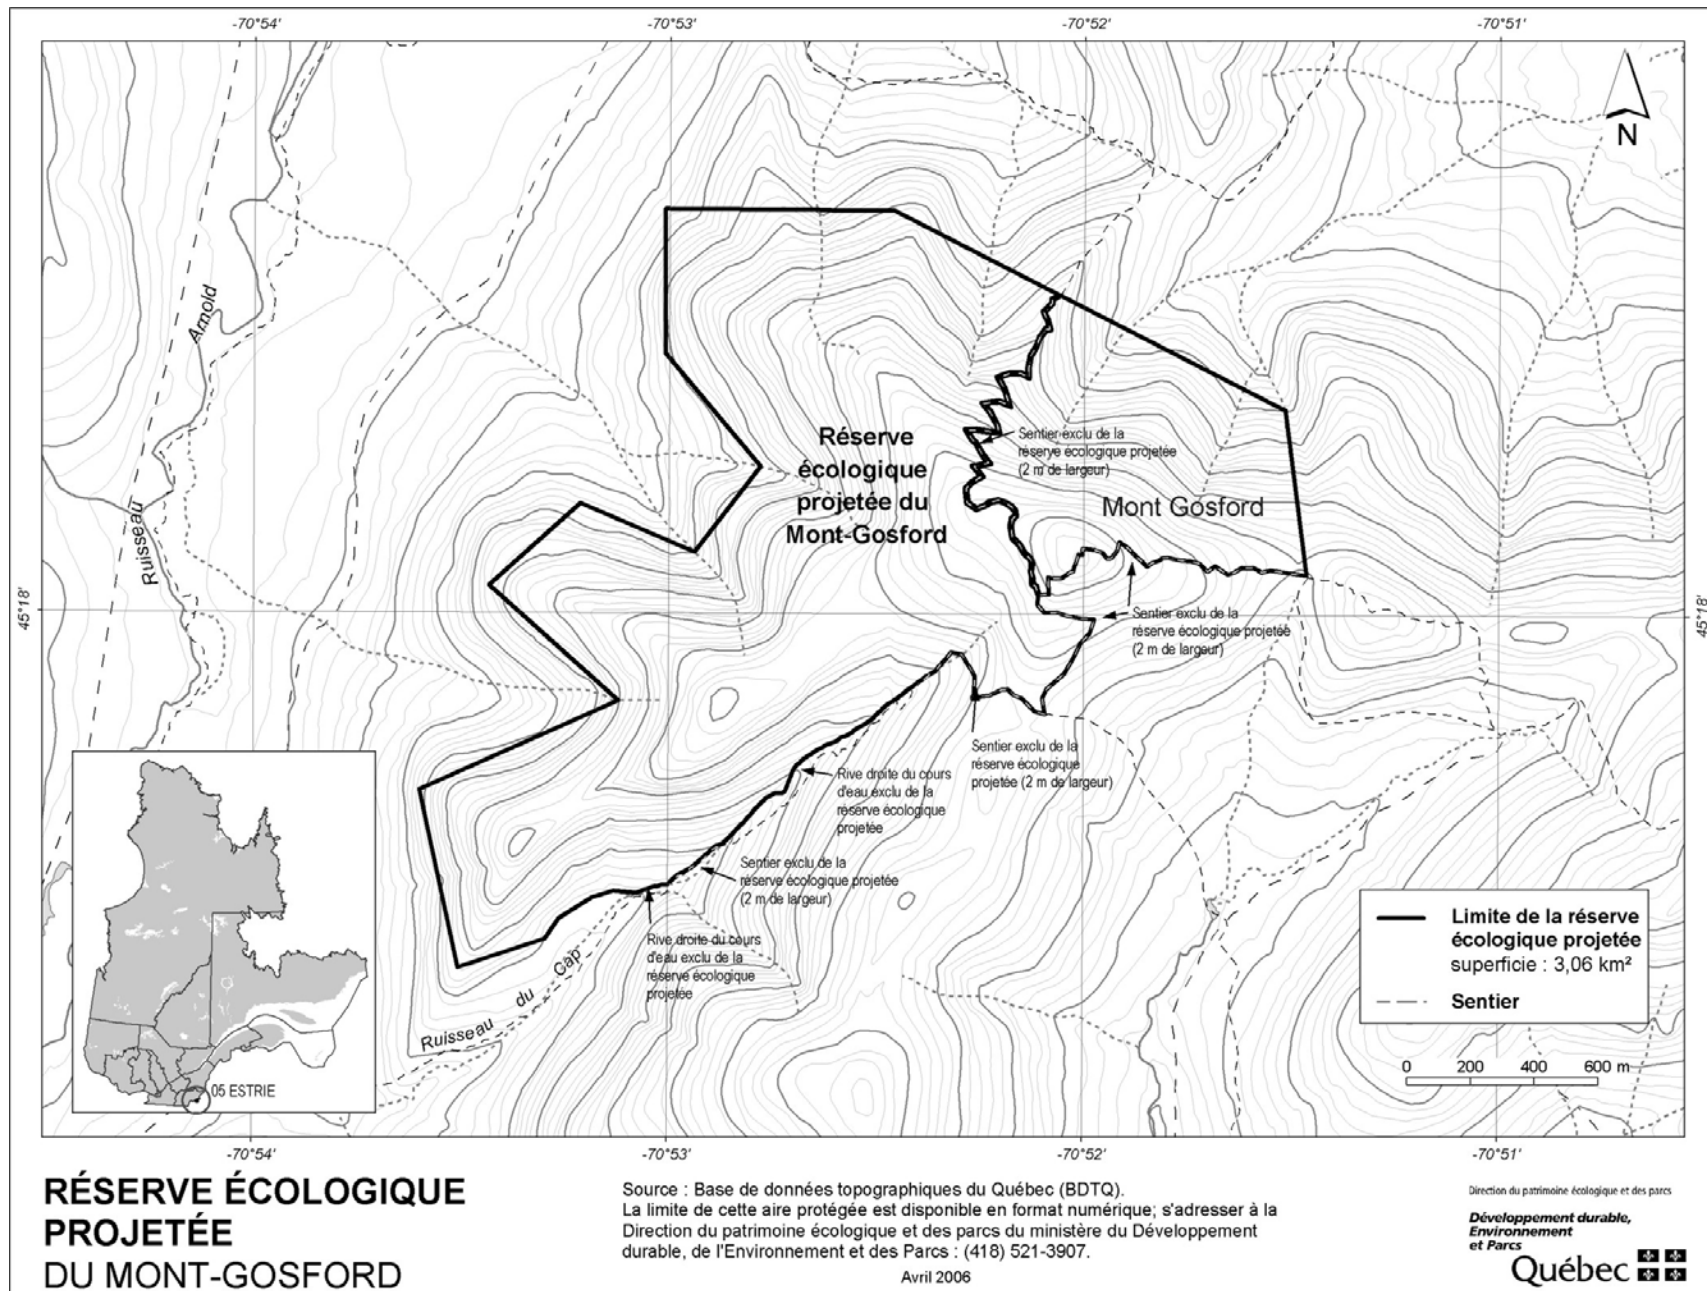 -70°54'
-70°53'
-70°52'
-70°51'
N
Arnold
Ruisseau
Réserve
écologique
projetée du
Mont-Gosford
Sentier exclu de la
réserve écologique projetée
(2 m de largeur)
Mont Gosford
45°18'
45°18'
Sentier exclu de la
réserve écologique projetée
(2 m de largeur)
Sentier exclu de la
réserve écologique
projetée (2 m de largeur)
Rive droite du cours
d'eau exclu de la
réserve écologique
projetée
Sentier exclu de la
réserve écologique projetée
(2 m de largeur)
Rive droite du cours
d'eau exclu de la
réserve écologique
projetée
Ruisseau du Cap
05 ESTRIE
Limite de la réserve
écologique projetée
superficie : 3,06 km²
Sentier
0 200 400 600 m
-70°54'
-70°53'
-70°52'
-70°51'
RÉSERVE ÉCOLOGIQUE
PROJETÉE
DU MONT-GOSFORD
Source : Base de données topographiques du Québec (BDTQ).
La limite de cette aire protégée est disponible en format numérique; s'adresser à la
Direction du patrimoine écologique et des parcs du ministère du Développement
durable, de l'Environnement et des Parcs : (418) 521-3907.
Avril 2006
Direction du patrimoine écologique et des parcs
Développement durable,
Environnement
et Parcs
Québec